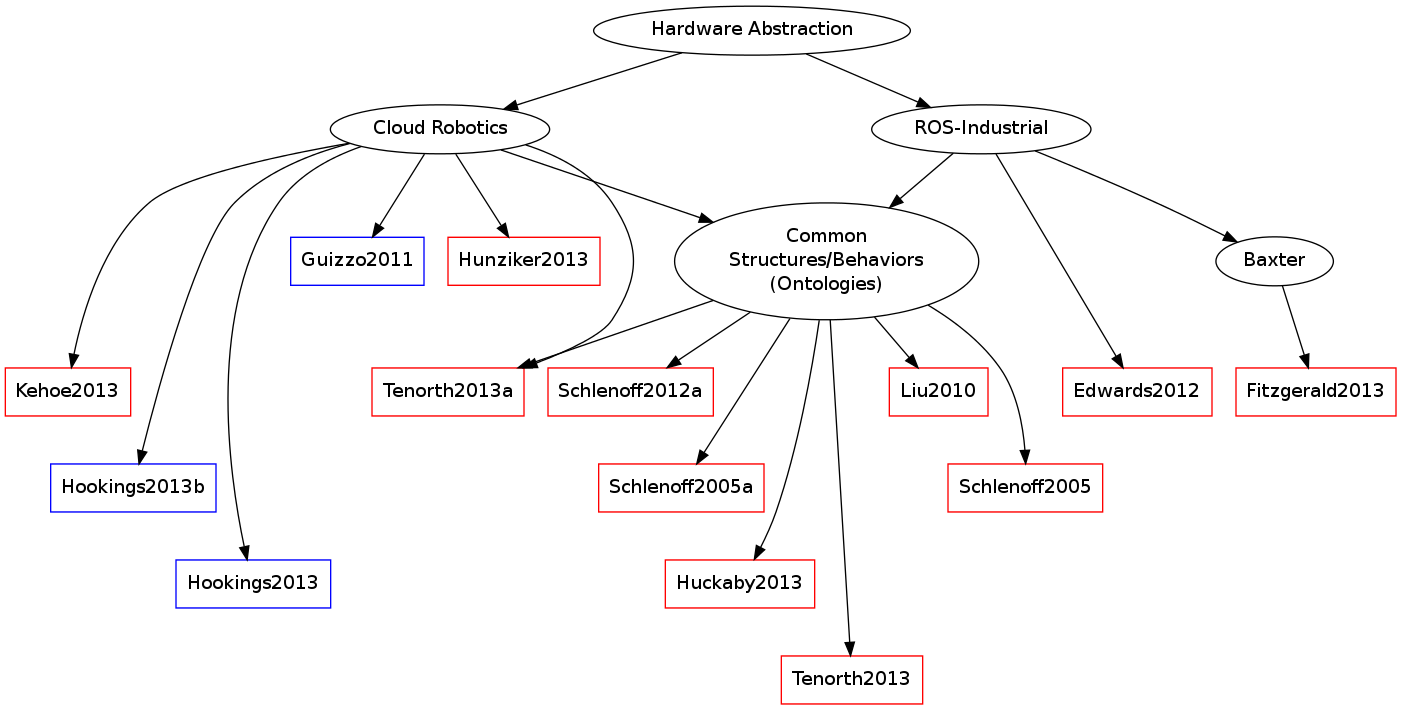 Hardware Abstraction
Cloud Robotics
ROS-Industrial
Guizzo2011
Hunziker2013
Common
Structures/Behaviors
(Ontologies)
Baxter
Kehoe2013
Tenorth2013a
Schlenoff2012a
Liu2010
Edwards2012
Fitzgerald2013
Hookings2013b
Schlenoff2005a
Schlenoff2005
Hookings2013
Huckaby2013
Tenorth2013